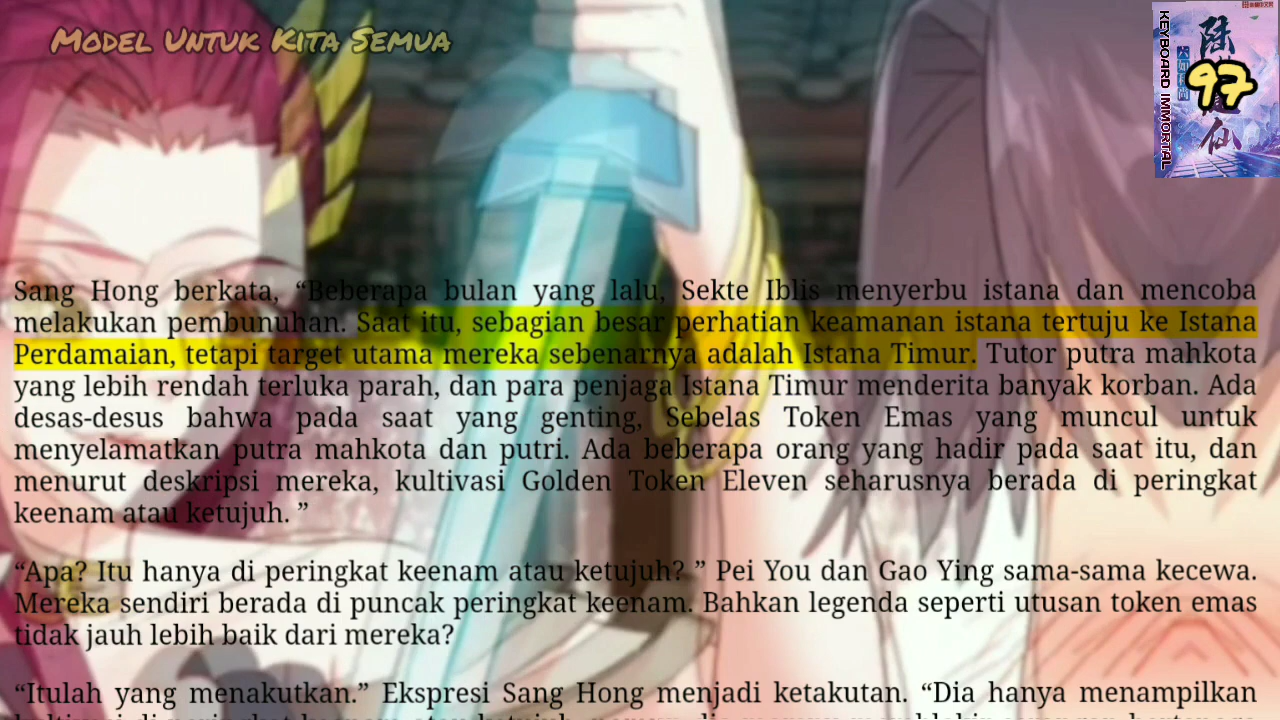 Model Untuk Kita Semua
KEYBOARD IMMORTAL
97
仙
Sang Hong berkata, “Beberapa bulan yang lalu, Sekte Iblis menyerbu istana dan mencoba
melakukan pembunuhan. Saat itu, sebagian besar perhatian keamanan istana tertuju ke Istana
Perdamaian, tetapi target utama mereka sebenarnya adalah Istana Timur. Tutor putra mahkota
yang lebih rendah terluka parah, dan para penjaga Istana Timur menderita banyak korban. Ada
desas-desus bahwa pada saat yang genting, Sebelas Token Emas yang muncul untuk
menyelamatkan putra mahkota dan putri. Ada beberapa orang yang hadir pada saat itu, dan
menurut deskripsi mereka, kultivasi Golden Token Eleven seharusnya berada di peringkat
keenam atau ketujuh. ”
“Apa? Itu hanya di peringkat keenam atau ketujuh? ” Pei You dan Gao Ying sama-sama kecewa.
Mereka sendiri berada di puncak peringkat keenam. Bahkan legenda seperti utusan token emas
tidak jauh lebih baik dari mereka?
“Itulah yang menakutkan.” Ekspresi Sang Hong menjadi ketakutan. “Dia hanya menampilkan